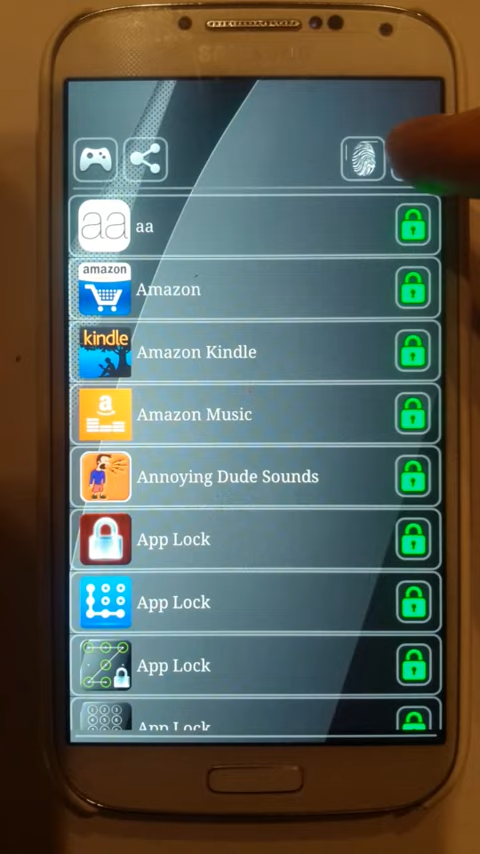 SAMSUNG
aa
aa
amazon
Amazon
kindle
Amazon Kindle
a
Amazon Music
Annoying Dude Sounds
App Lock
App Lock
App Lock
App Lock